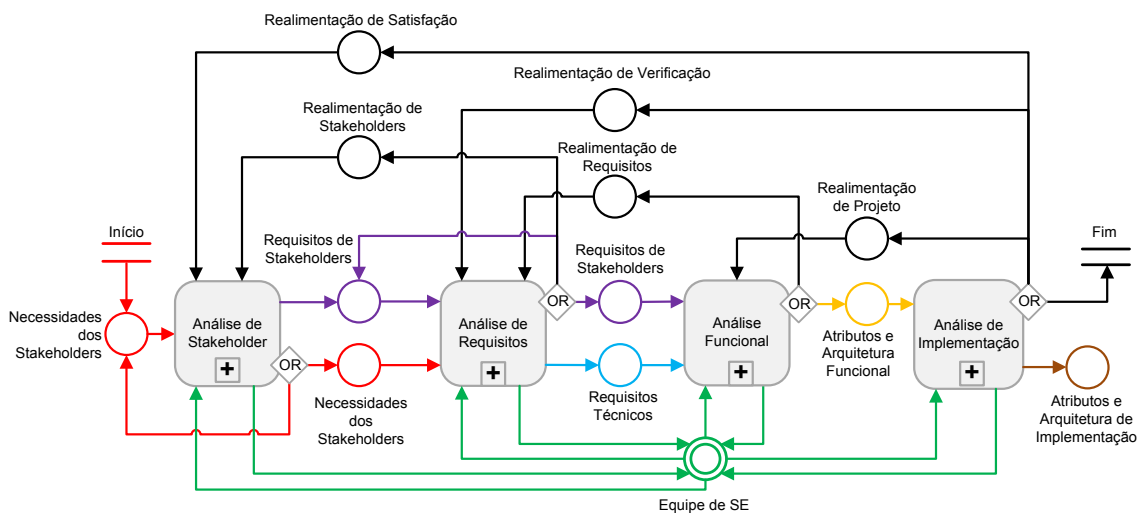 Realimentação de Satisfação
Realimentação de Verificação
Realimentação de
Stakeholders
Realimentação de
Requisitos
Realimentação
de Projeto
Início
Requisitos de
Stakeholders
Requisitos de
Stakeholders
Fim
Necessidades
dos
Stakeholders
Análise de
Stakeholder
OR
Análise de
Requisitos
OR
Análise
Funcional
OR
Atributos e
Arquitetura
Funcional
Análise de
Implementação
OR
Necessidades
dos
Stakeholders
Requisitos
Técnicos
Atributos e
Arquitetura de
Implementação
Equipe de SE